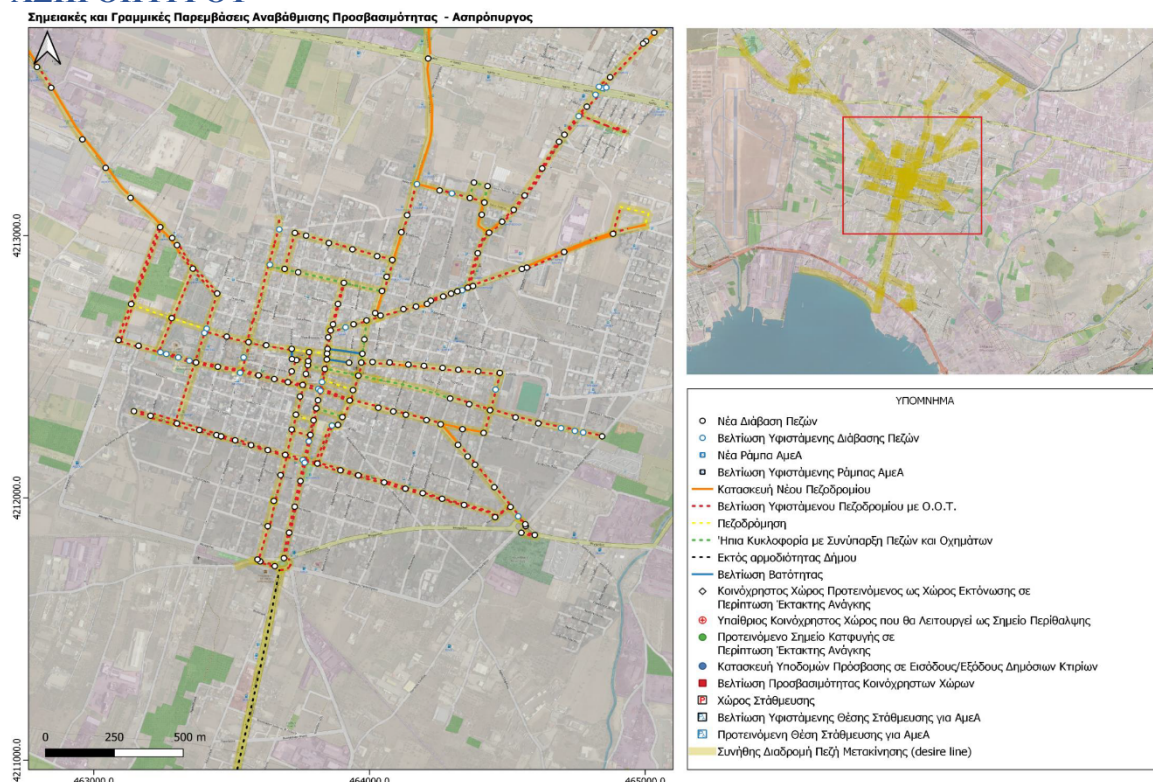 Σημειακές και Γραμμικές Παρεμβάσεις Αναβάθμισης Προσβασιμότητας - Ασπρόπυργος
4213000.0
4212000.0
4211000.0
0 250 500 m
463000.0 464000.0 465000.0
ΥΠΟΜΝΗΜΑ
Νέα Διάβαση Πεζών
Βελτίωση Υφιστάμενης Διάβασης Πεζών
Νέα Ράμπα ΑμεΑ
Βελτίωση Υφιστάμενης Ράμπας ΑμεΑ
Κατασκευή Νέου Πεζοδρομίου
Βελτίωση Υφιστάμενου Πεζοδρομίου με Ο.Ο.Τ.
Πεζοδρόμηση
Ήπια Κυκλοφορία με Συνύπαρξη Πεζών και Οχημάτων
Εκτός αρμοδιότητας Δήμου
Βελτίωση Βατότητας
Κοινόχρηστος Χώρος Προτεινόμενος ως Χώρος Εκτόνωσης σε
Περίπτωση Έκτακτης Ανάγκης
Υπαίθριος Κοινόχρηστος Χώρος που θα Λειτουργεί ως Σημείο Περίθαλψης
Προτεινόμενο Σημείο Κατφυγής σε
Περίπτωση Έκτακτης Ανάγκης
Κατασκευή Υποδομών Πρόσβασης σε Εισόδους/Εξόδους Δημόσιων Κτιρίων
Βελτίωση Προσβασιμότητας Κοινόχρηστων Χώρων
Χώρος Στάθμευσης
Βελτίωση Υφιστάμενης Θέσης Στάθμευσης για ΑμεΑ
Προτεινόμενη Θέση Στάθμευσης για ΑμεΑ
Συνήθης Διαδρομή Πεζή Μετακίνησης (desire line)